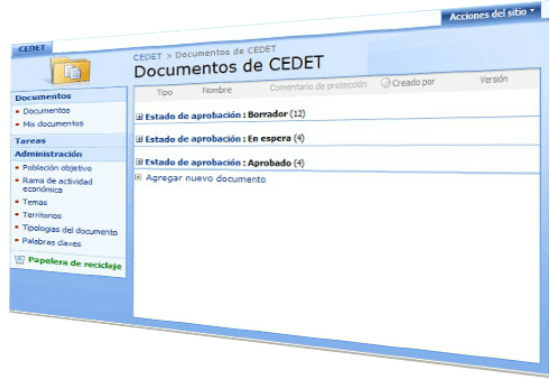 Acciones del sitio
CEDET
CEDET > Documentos de CEDET
Documentos de CEDET
Tipo Nombre Comentario de protección Creado por Versión
Estado de aprobación : Borrador (12)
Estado de aprobación : En espera (4)
Estado de aprobación : Aprobado (4)
Agregar nuevo documento
Documentos
Documentos
Mis documentos
Tareas
Administración
Población objetivo
Rama de actividad
económica
Temas
Territorios
Tipologías del documento
Palabras claves
Papelera de reciclaje